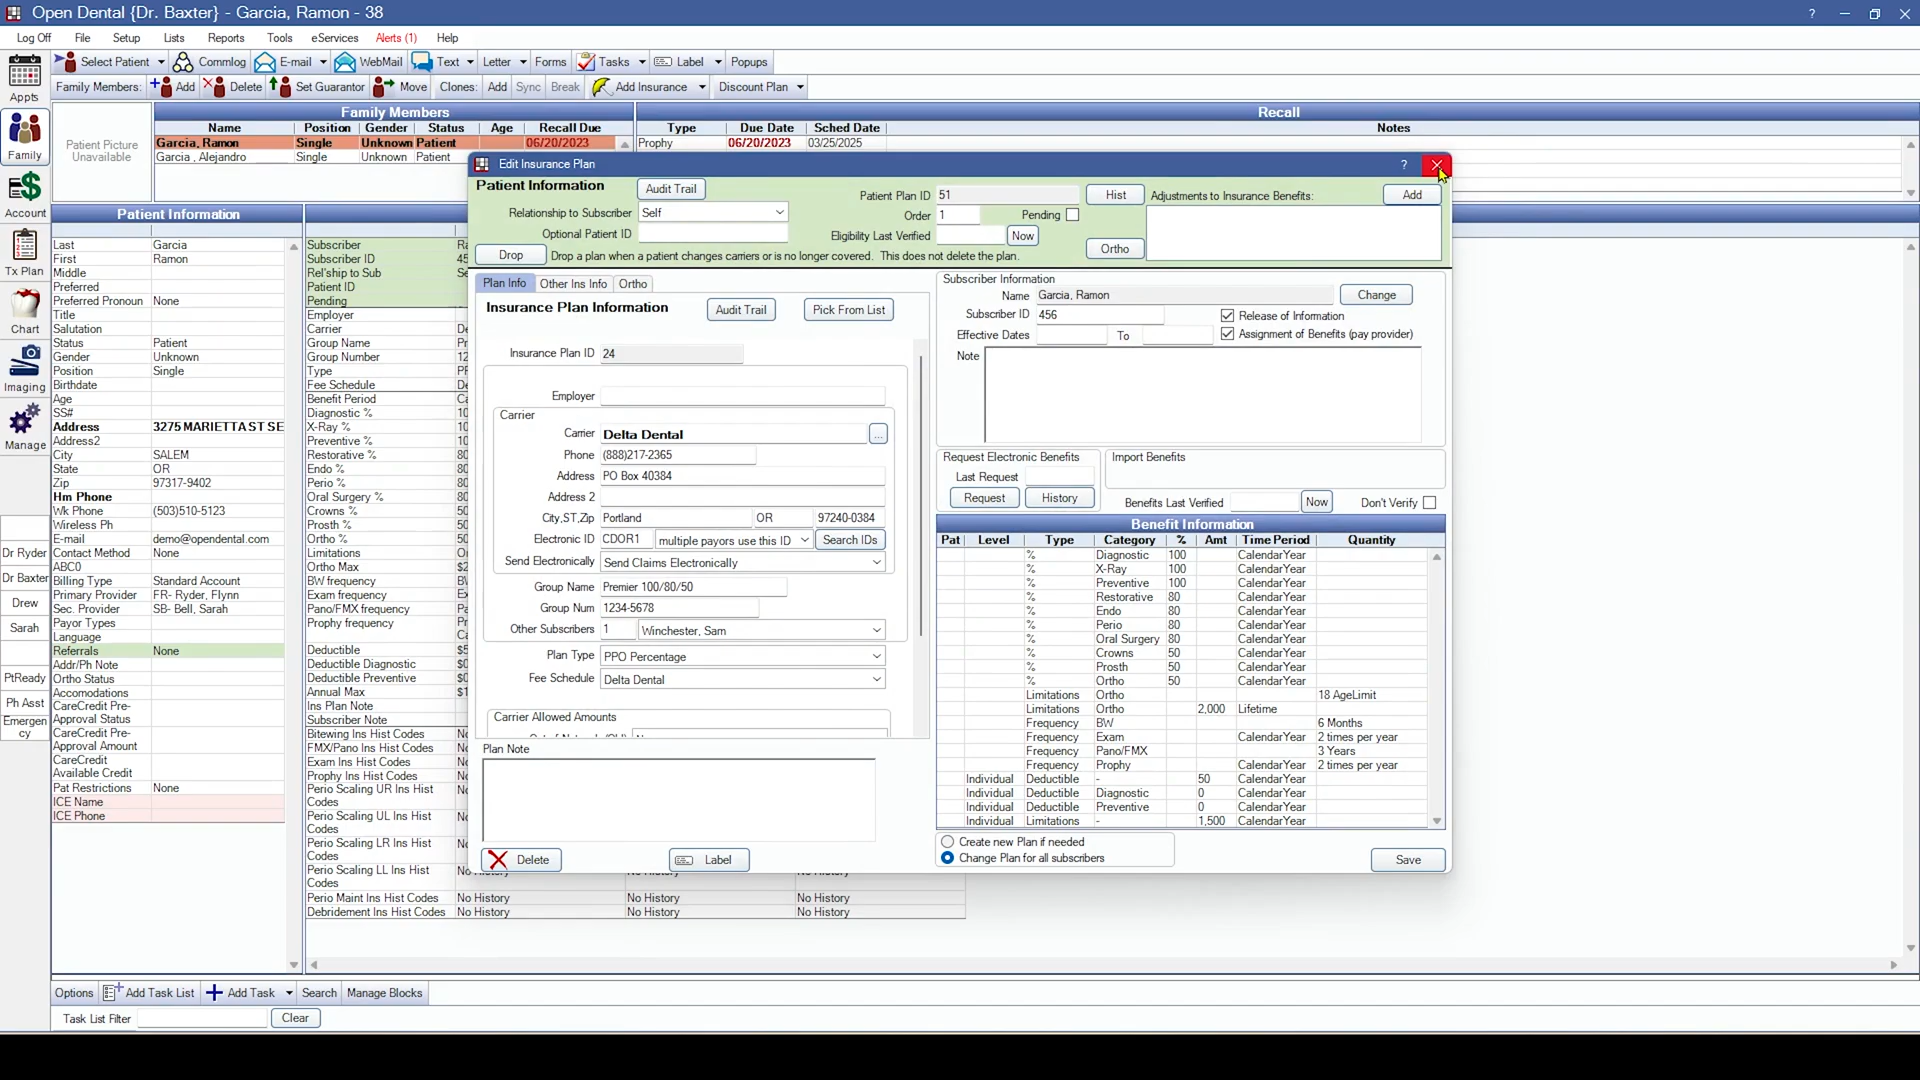 Open Dental {Dr. Baxter} - Garcia, Ramon - 38
Log Off File Setup Lists Reports Tools eServices Alerts (1) Help
Select Patient Commlog E-mail WebMail Text Letter Forms Tasks Label Popups
Family Members: Add Delete Set Guarantor Move Clones: Add Sync Break Add Insurance Discount Plan
Appts
Family
Account
Tx Plan
Chart
Imaging
Manage
Dr Ryder
Dr Baxter
Drew
Sarah
PtReady
Ph Asst
Emergen
cy
Patient Picture
Unavailable
Family Members
Name Position Gender Status Age Recall Due
Garcia, Ramon Single Unknown Patient 06/20/2023
Garcia , Alejandro Single Unknown Patient
Recall
Type Due Date Sched Date Notes
Prophy 06/20/2023 03/25/2025
Patient Information
Last Garcia
First Ramon
Middle
Preferred
Preferred Pronoun None
Title
Salutation
Status Patient
Gender Unknown
Position Single
Birthdate
Age
SS#
Address 3275 MARIETTA ST SE
Address2
City SALEM
State OR
Zip 97317-9402
Hm Phone
Wk Phone (503)510-5123
Wireless Ph
E-mail demo@opendental.com
Contact Method None
ABC0
Billing Type Standard Account
Primary Provider FR- Ryder, Flynn
Sec. Provider SB- Bell, Sarah
Payor Types
Language
Referrals None
Addr/Ph Note
Ortho Status
Accomodations
CareCredit Pre-
Approval Status
CareCredit Pre-
Approval Amount
CareCredit
Available Credit
Pat Restrictions None
ICE Name
ICE Phone
Subscriber
Subscriber ID
Rel'ship to Sub
Patient ID
Pending
Employer
Carrier
Group Name
Group Number
Type
Fee Schedule
Benefit Period
Diagnostic %
X-Ray %
Preventive %
Restorative %
Endo %
Perio %
Oral Surgery %
Crowns %
Prosth %
Ortho %
Limitations
Ortho Max
BW frequency
Exam frequency
Pano/FMX frequency
Prophy frequency
Deductible
Deductible Diagnostic
Deductible Preventive
Annual Max
Ins Plan Note
Subscriber Note
Bitewing Ins Hist Codes
FMX/Pano Ins Hist Codes
Exam Ins Hist Codes
Prophy Ins Hist Codes
Perio Scaling UR Ins Hist
Codes
Perio Scaling UL Ins Hist
Codes
Perio Scaling LR Ins Hist
Codes
Perio Scaling LL Ins Hist
Codes
Perio Maint Ins Hist Codes No History No History No History
Debridement Ins Hist Codes No History No History No History
Edit Insurance Plan
Patient Information Audit Trail
Relationship to Subscriber Self
Optional Patient ID
Drop Drop a plan when a patient changes carriers or is no longer covered. This does not delete the plan.
Patient Plan ID 51 Hist
Order 1 Pending
Eligibility Last Verified Now
Ortho
Adjustments to Insurance Benefits: Add
Plan Info Other Ins Info Ortho
Insurance Plan Information Audit Trail Pick From List
Insurance Plan ID 24
Employer
Carrier
Carrier Delta Dental ...
Phone (888)217-2365
Address PO Box 40384
Address 2
City,ST,Zip Portland OR 97240-0384
Electronic ID CDOR1 multiple payors use this ID Search IDs
Send Electronically Send Claims Electronically
Group Name Premier 100/80/50
Group Num 1234-5678
Other Subscribers 1 Winchester, Sam
Plan Type PPO Percentage
Fee Schedule Delta Dental
Carrier Allowed Amounts
Plan Note
Delete Label
Subscriber Information
Name Garcia, Ramon Change
Subscriber ID 456 Release of Information
Effective Dates To Assignment of Benefits (pay provider)
Note
Request Electronic Benefits
Last Request
Request History
Import Benefits
Benefits Last Verified Now Don't Verify
Benefit Information
Pat Level Type Category % Amt Time Period Quantity
% Diagnostic 100 CalendarYear
% X-Ray 100 CalendarYear
% Preventive 100 CalendarYear
% Restorative 80 CalendarYear
% Endo 80 CalendarYear
% Perio 80 CalendarYear
% Oral Surgery 80 CalendarYear
% Crowns 50 CalendarYear
% Prosth 50 CalendarYear
% Ortho 50 CalendarYear
Limitations Ortho 18 AgeLimit
Limitations Ortho 2,000 Lifetime
Frequency BW 6 Months
Frequency Exam CalendarYear 2 times per year
Frequency Pano/FMX 3 Years
Frequency Prophy CalendarYear 2 times per year
Individual Deductible - 50 CalendarYear
Individual Deductible Diagnostic 0 CalendarYear
Individual Deductible Preventive 0 CalendarYear
Individual Limitations - 1,500 CalendarYear
Create new Plan if needed
Change Plan for all subscribers
Save
Options Add Task List Add Task Search Manage Blocks
Task List Filter Clear